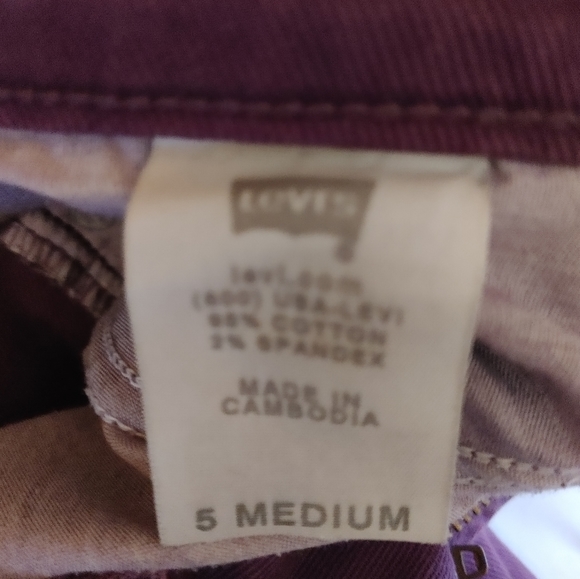 LEVI'S
®
levi.com
(800) USA-LEVI
98% COTTON
2% SPANDEX
MADE IN
CAMBODIA
5 MEDIUM
D